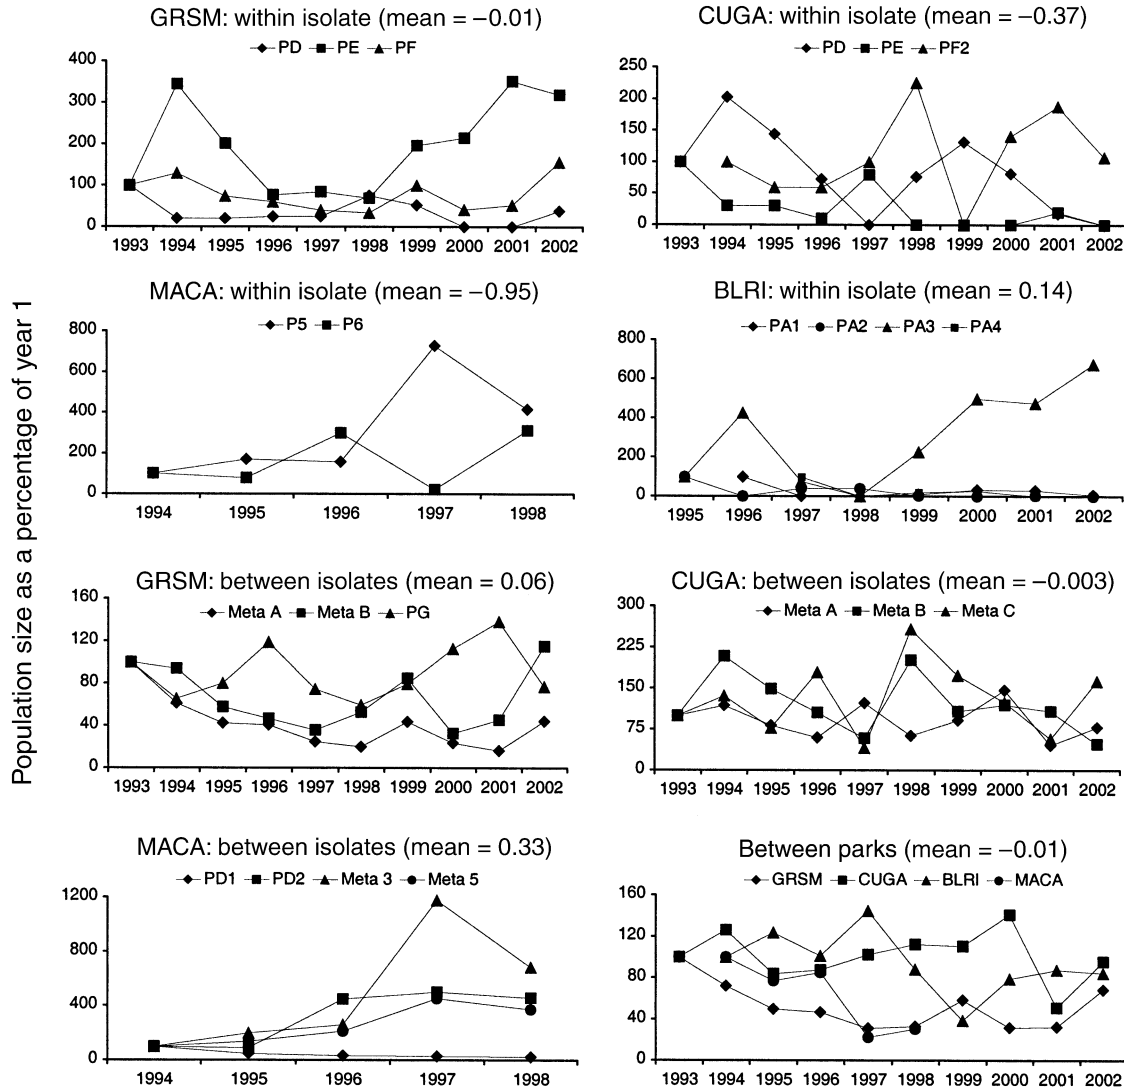 Population size as a percentage of year 1
GRSM: within isolate (mean = −0.01)
PD PE PF
400
300
200
100
0
1993 1994 1995 1996 1997 1998 1999 2000 2001 2002
CUGA: within isolate (mean = −0.37)
PD PE PF2
250
200
150
100
50
0
1993 1994 1995 1996 1997 1998 1999 2000 2001 2002
MACA: within isolate (mean = −0.95)
P5 P6
800
600
400
200
0
1994 1995 1996 1997 1998
BLRI: within isolate (mean = 0.14)
PA1 PA2 PA3 PA4
800
600
400
200
0
1995 1996 1997 1998 1999 2000 2001 2002
GRSM: between isolates (mean = 0.06)
Meta A Meta B PG
160
120
80
40
0
1993 1994 1995 1996 1997 1998 1999 2000 2001 2002
CUGA: between isolates (mean = −0.003)
Meta A Meta B Meta C
300
225
150
75
0
1993 1994 1995 1996 1997 1998 1999 2000 2001 2002
MACA: between isolates (mean = 0.33)
PD1 PD2 Meta 3 Meta 5
1200
800
400
0
1994 1995 1996 1997 1998
Between parks (mean = −0.01)
GRSM CUGA BLRI MACA
160
120
80
40
0
1993 1994 1995 1996 1997 1998 1999 2000 2001 2002